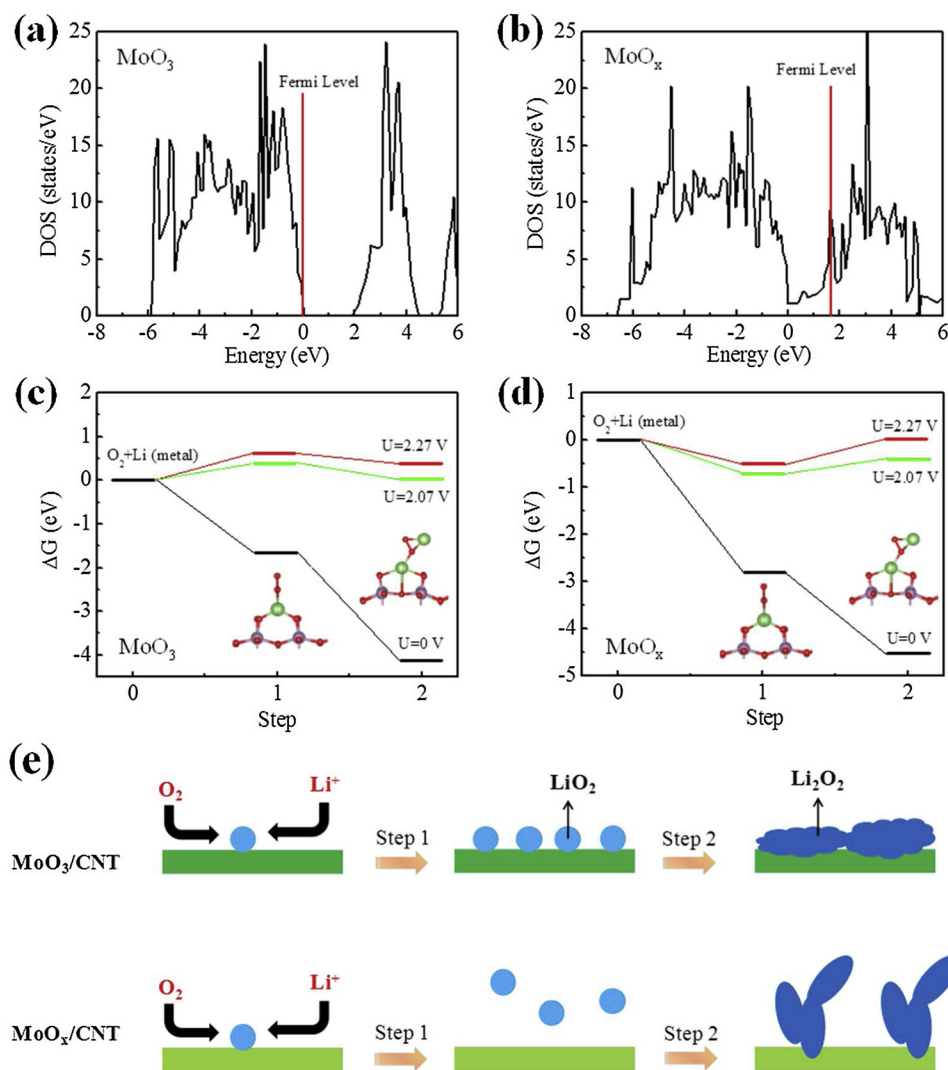 (a)
25
20
15
10
5
0
DOS (states/eV)
MoO₃
Fermi Level
-8 -6 -4 -2 0 2 4 6
Energy (eV)
(b)
25
20
15
10
5
0
DOS (states/eV)
MoOₓ
Fermi Level
-8 -6 -4 -2 0 2 4 6
Energy (eV)
(c)
2
1
0
-1
-2
-3
-4
ΔG (eV)
O₂+Li (metal)
U=2.27 V
U=2.07 V
U=0 V
MoO₃
0 1 2
Step
(d)
1
0
-1
-2
-3
-4
-5
ΔG (eV)
O₂+Li (metal)
U=2.27 V
U=2.07 V
U=0 V
MoOₓ
0 1 2
Step
(e)
O₂ Li⁺ LiO₂ Li₂O₂
Step 1 Step 2
MoO₃/CNT
O₂ Li⁺
Step 1 Step 2
MoOₓ/CNT